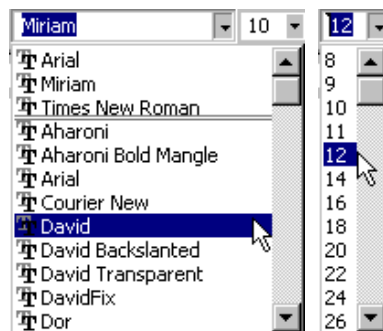 Miriam 10
Arial
Miriam
Times New Roman
Aharoni
Aharoni Bold Mangle
Arial
Courier New
David
David Backslanted
David Transparent
DavidFix
Dor
12
8
9
10
11
12
14
16
18
20
22
24
26